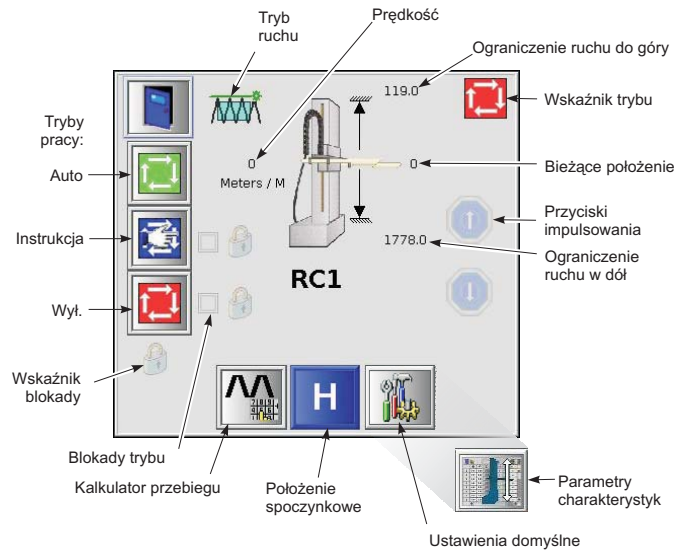 Tryb
ruchu
Prędkość
Ograniczenie ruchu do góry
119.0
Wskaźnik trybu
Tryby
pracy:
Auto
0
Meters / M
0
Bieżące położenie
Instrukcja
Przyciski
impulsowania
1778.0
Ograniczenie
ruchu w dół
RC1
Wył.
Wskaźnik
blokady
H
Blokady trybu
Kalkulator przebiegu
Położenie
spoczynkowe
Parametry
charakterystyk
Ustawienia domyślne